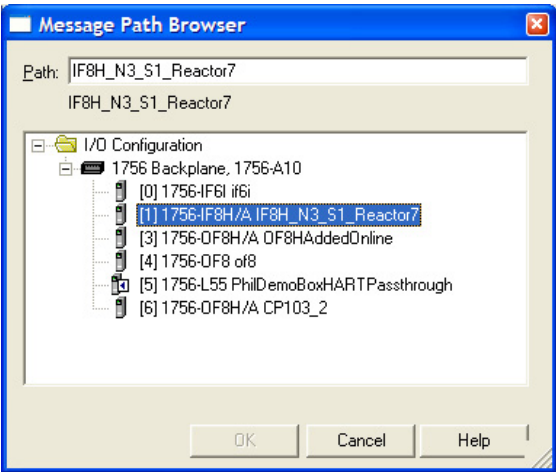 Message Path Browser
Path: IF8H_N3_S1_Reactor7
IF8H_N3_S1_Reactor7
I/O Configuration
1756 Backplane, 1756-A10
[0] 1756-IF6I if6i
[1] 1756-IF8H/A IF8H_N3_S1_Reactor7
[3] 1756-OF8H/A OF8HAddedOnline
[4] 1756-OF8 of8
[5] 1756-L55 PhilDemoBoxHARTPassthrough
[6] 1756-OF8H/A CP103_2
OK Cancel Help